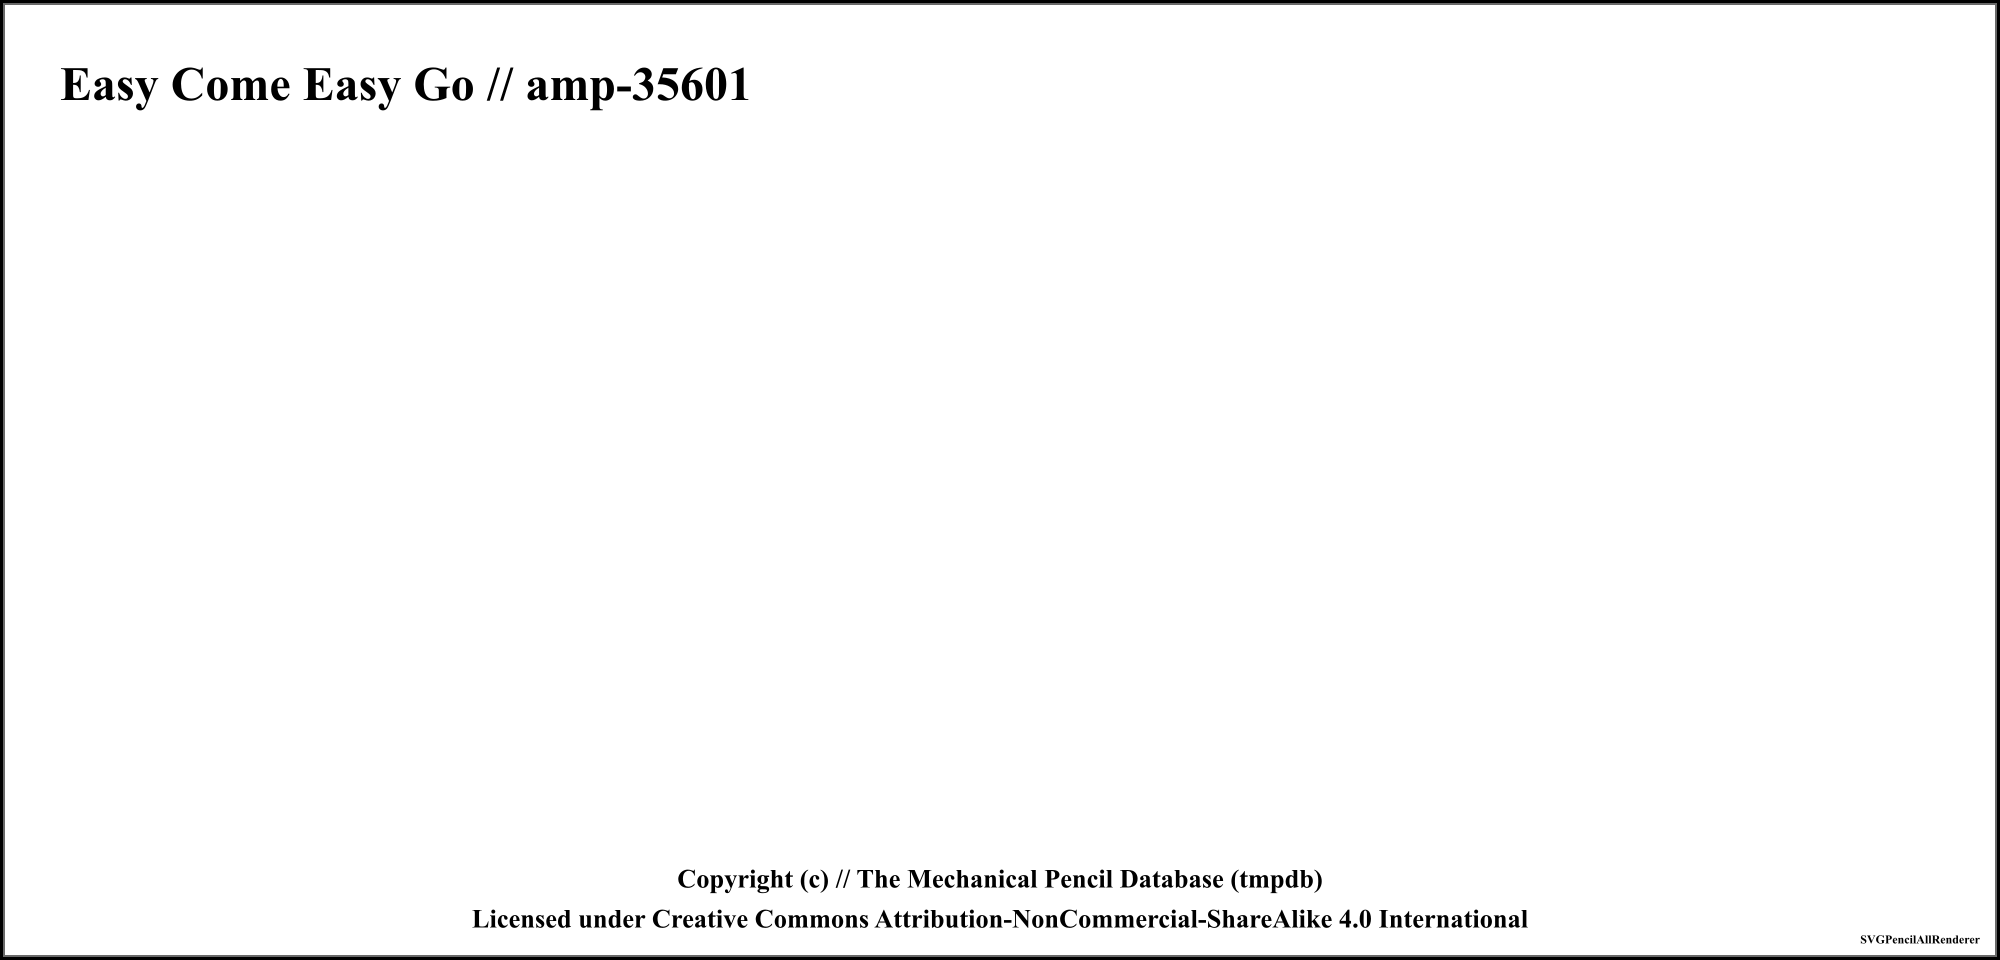 Easy Come Easy Go // amp-35601
Copyright (c) // The Mechanical Pencil Database (tmpdb)
Licensed under Creative Commons Attribution-NonCommercial-ShareAlike 4.0 International
SVGPencilAllRenderer